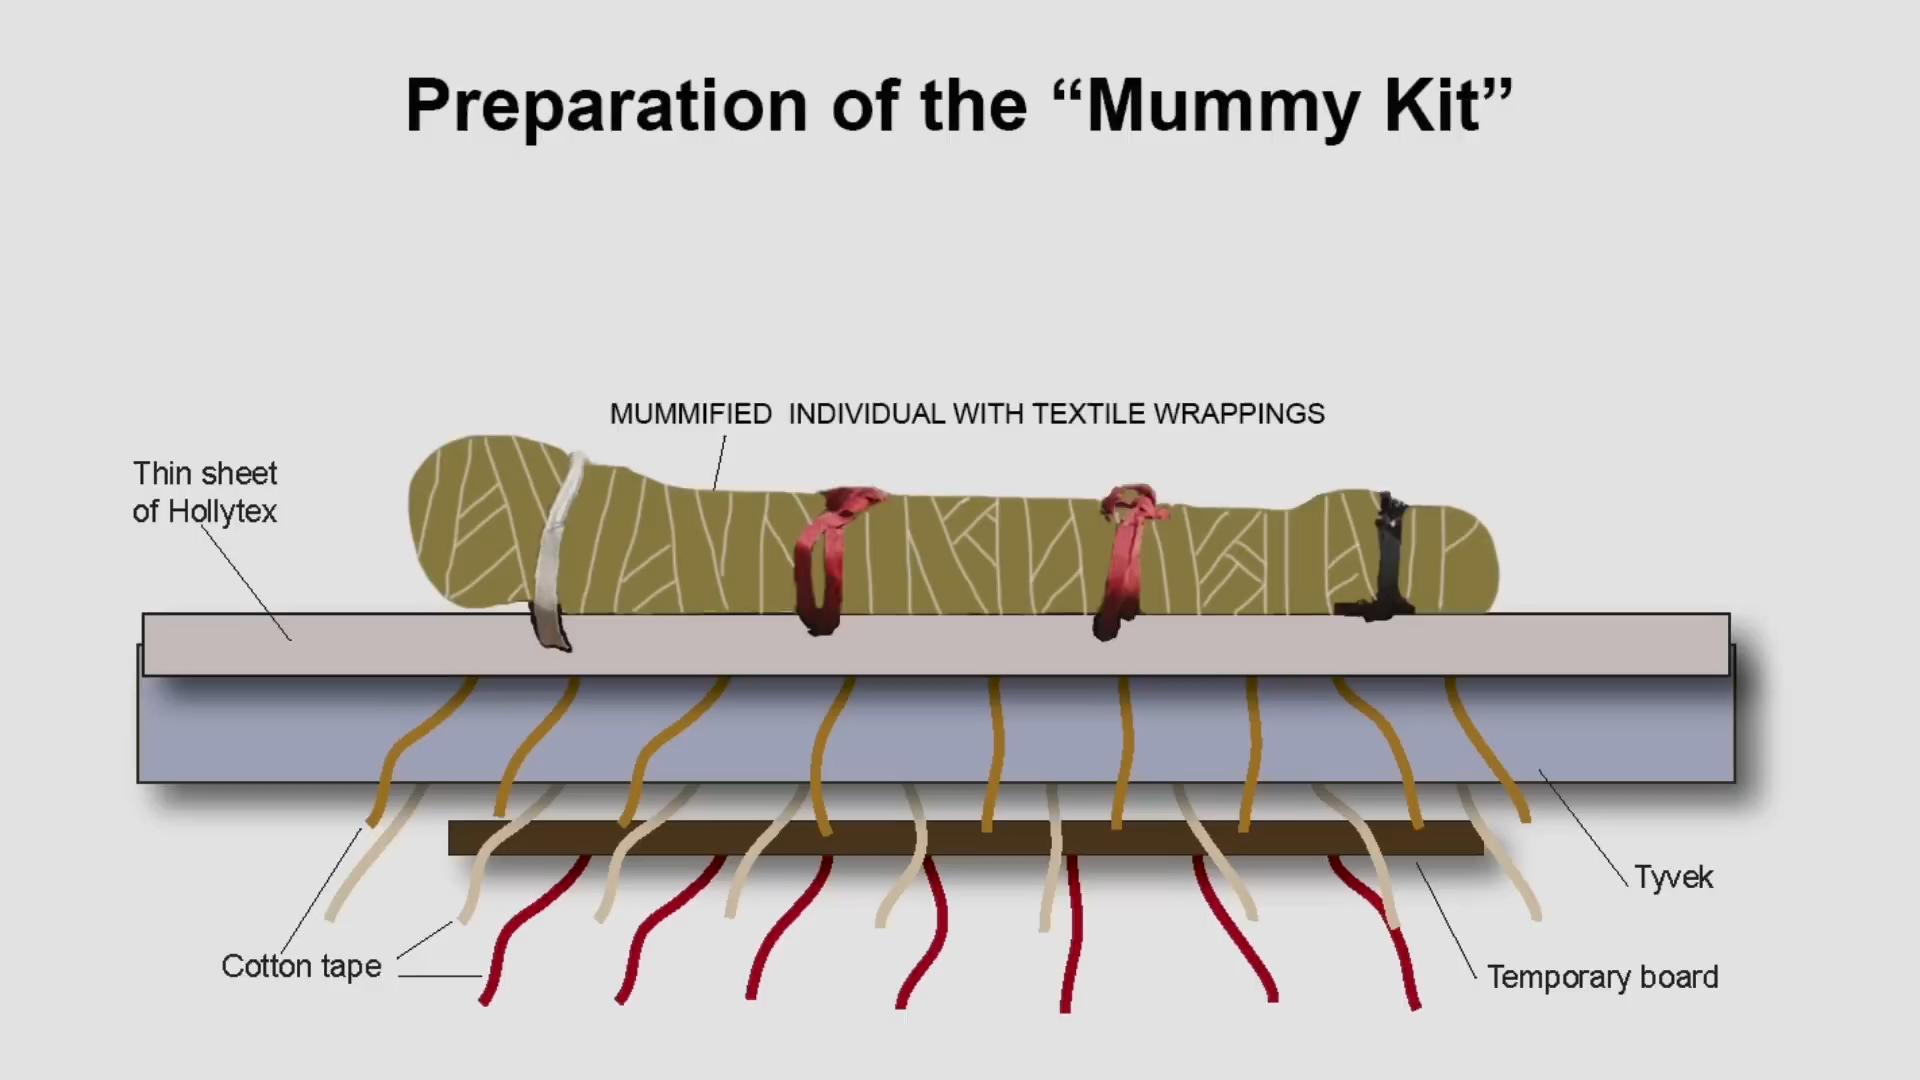 Preparation of the “Mummy Kit”
MUMMIFIED INDIVIDUAL WITH TEXTILE WRAPPINGS
Thin sheet
of Hollytex
Tyvek
Cotton tape
Temporary board